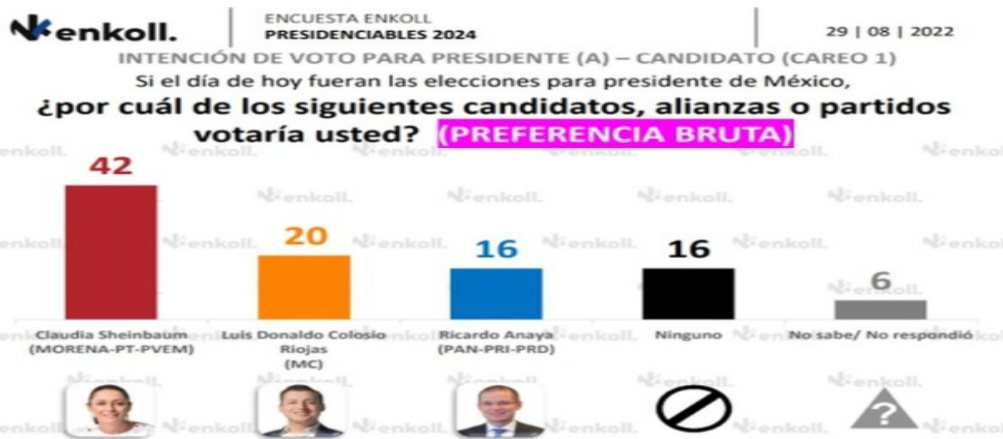 enkoll.
ENCUESTA ENKOLL
PRESIDENCIABLES 2024
29 | 08 | 2022
INTENCIÓN DE VOTO PARA PRESIDENTE (A) – CANDIDATO (CAREO 1)
Si el día de hoy fueran las elecciones para presidente de México,
¿por cuál de los siguientes candidatos, alianzas o partidos
votaría usted? (PREFERENCIA BRUTA)
42
20
16
16
6
Claudia Sheinbaum
(MORENA-PT-PVEM)
Luis Donaldo Colosio
Riojas
(MC)
Ricardo Anaya
(PAN-PRI-PRD)
Ninguno
No sabe/ No respondió
?